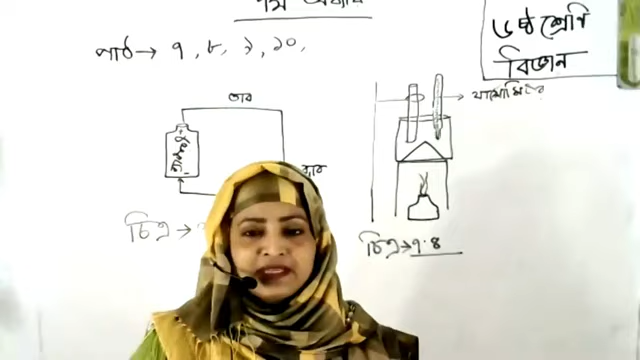 ৬ষ্ঠ শ্রেণি
বিজ্ঞান
পাঠ→ ৭, ৮, ৯, ১০,
তার
থার্মোমিটার
চিত্র→
চিত্র→৭.৪